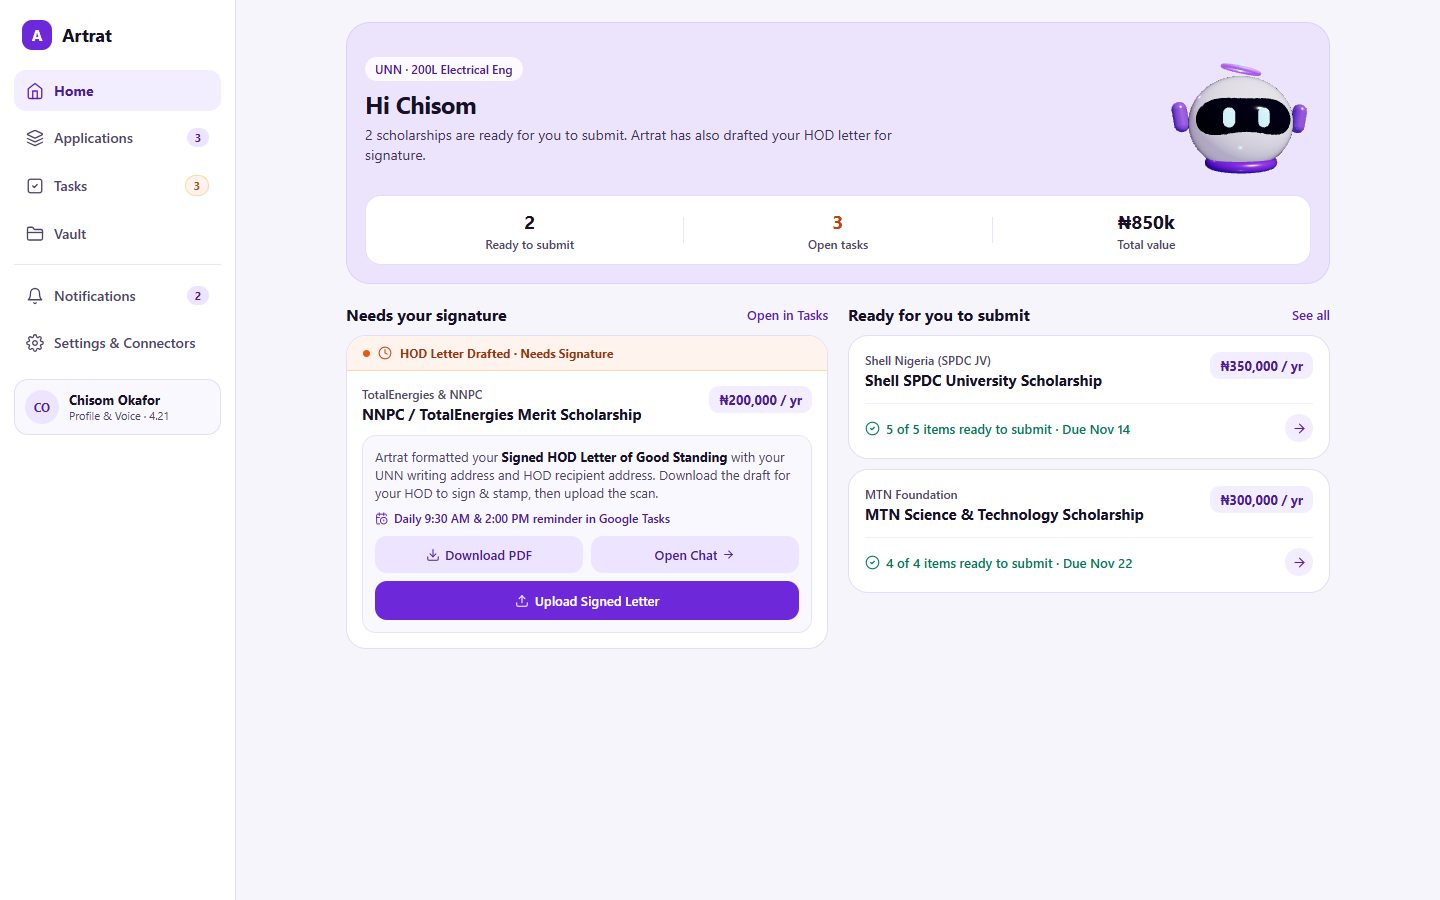 A Artrat
Home
Applications 3
Tasks 3
Vault
Notifications 2
Settings & Connectors
CO
Chisom Okafor
Profile & Voice · 4.21
UNN · 200L Electrical Eng
Hi Chisom
2 scholarships are ready for you to submit. Artrat has also drafted your HOD letter for
signature.
2
Ready to submit
3
Open tasks
₦850k
Total value
Needs your signature
Open in Tasks
HOD Letter Drafted · Needs Signature
TotalEnergies & NNPC
NNPC / TotalEnergies Merit Scholarship
₦200,000 / yr
Artrat formatted your Signed HOD Letter of Good Standing with your
UNN writing address and HOD recipient address. Download the draft for
your HOD to sign & stamp, then upload the scan.
Daily 9:30 AM & 2:00 PM reminder in Google Tasks
Download PDF
Open Chat →
Upload Signed Letter
Ready for you to submit
See all
Shell Nigeria (SPDC JV)
Shell SPDC University Scholarship
₦350,000 / yr
5 of 5 items ready to submit · Due Nov 14
MTN Foundation
MTN Science & Technology Scholarship
₦300,000 / yr
4 of 4 items ready to submit · Due Nov 22